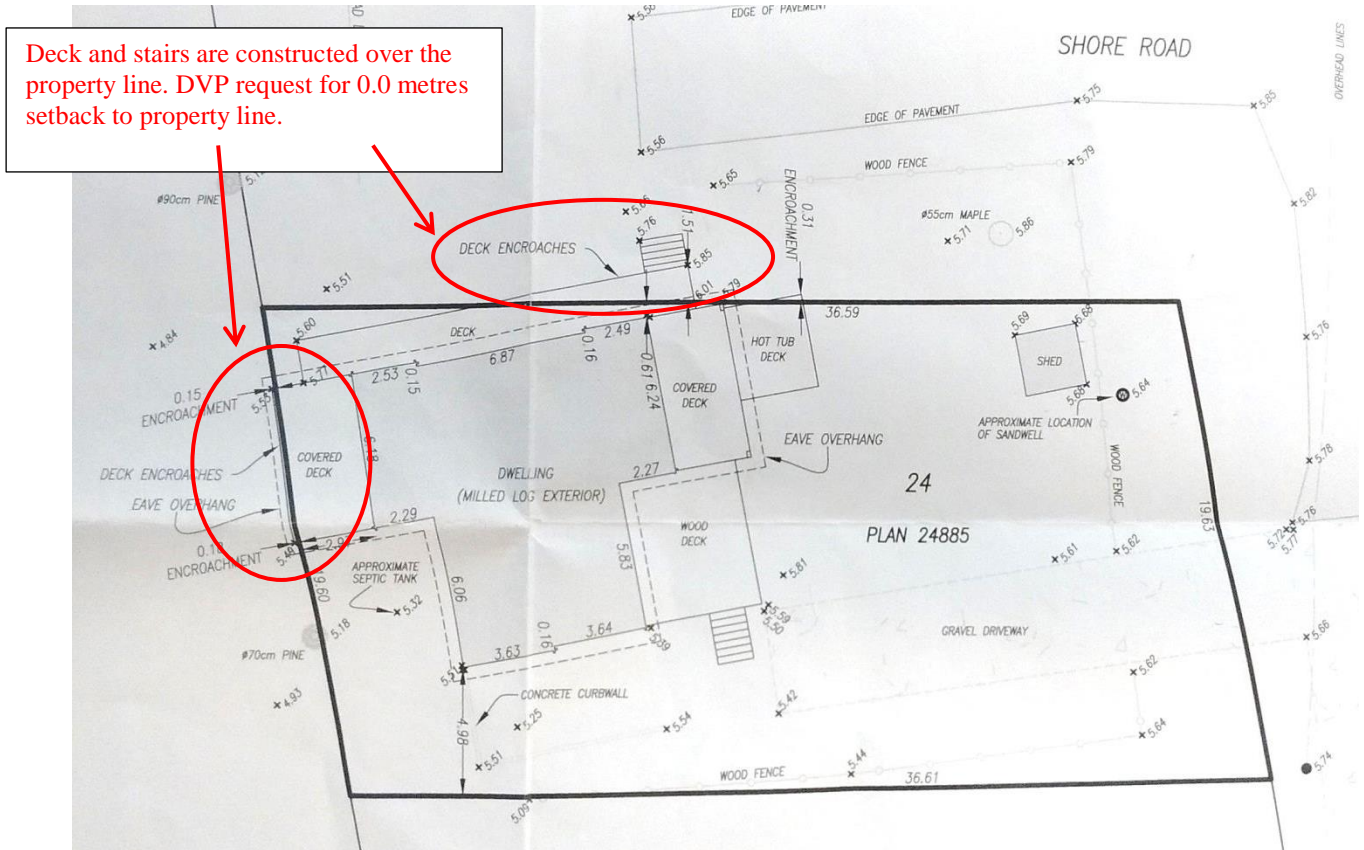 Deck and stairs are constructed over the
property line. DVP request for 0.0 metres
setback to property line.
EDGE OF PAVEMENT
SHORE ROAD
OVERHEAD LINES
5.75
5.85
EDGE OF PAVEMENT
5.56
WOOD FENCE
5.79
5.65
ø90cm PINE
0.31
ENCROACHMENT
ø55cm MAPLE
5.82
5.76
1.51
5.71
5.86
DECK ENCROACHES
5.85
5.51
5.79
6.01
36.59
5.60
4.84
DECK
2.49
5.69
5.68
5.76
6.87
0.16
HOT TUB
DECK
SHED
5.77
2.53
0.15
0.61
6.24
COVERED
DECK
5.68
5.64
0.15
ENCROACHMENT
APPROXIMATE LOCATION
OF SANDWELL
6.18
EAVE OVERHANG
COVERED
DECK
DECK ENCROACHES
DWELLING
(MILLED LOG EXTERIOR)
2.27
WOOD FENCE
5.78
EAVE OVERHANG
24
19.63
2.29
WOOD
DECK
PLAN 24885
5.72
5.76
5.77
ENCROACHMENT
19.60
APPROXIMATE
SEPTIC TANK
5.83
5.61
5.62
5.81
6.06
5.32
5.59
5.50
5.18
3.64
GRAVEL DRIVEWAY
5.66
ø70cm PINE
3.63
0.16
5.62
5.51
4.93
CONCRETE CURBWALL
5.42
5.25
5.54
5.64
4.98
5.51
5.44
WOOD FENCE
36.61
5.74
5.09